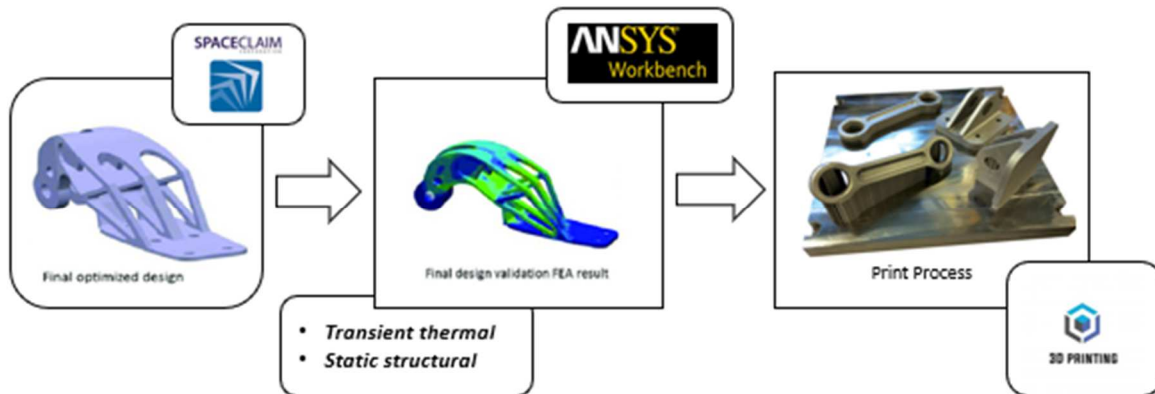 SPACECLAIM
CORPORATION
Final optimized design
ANSYS
Workbench
Final design validation FEA result
• Transient thermal
• Static structural
Print Process
3D PRINTING